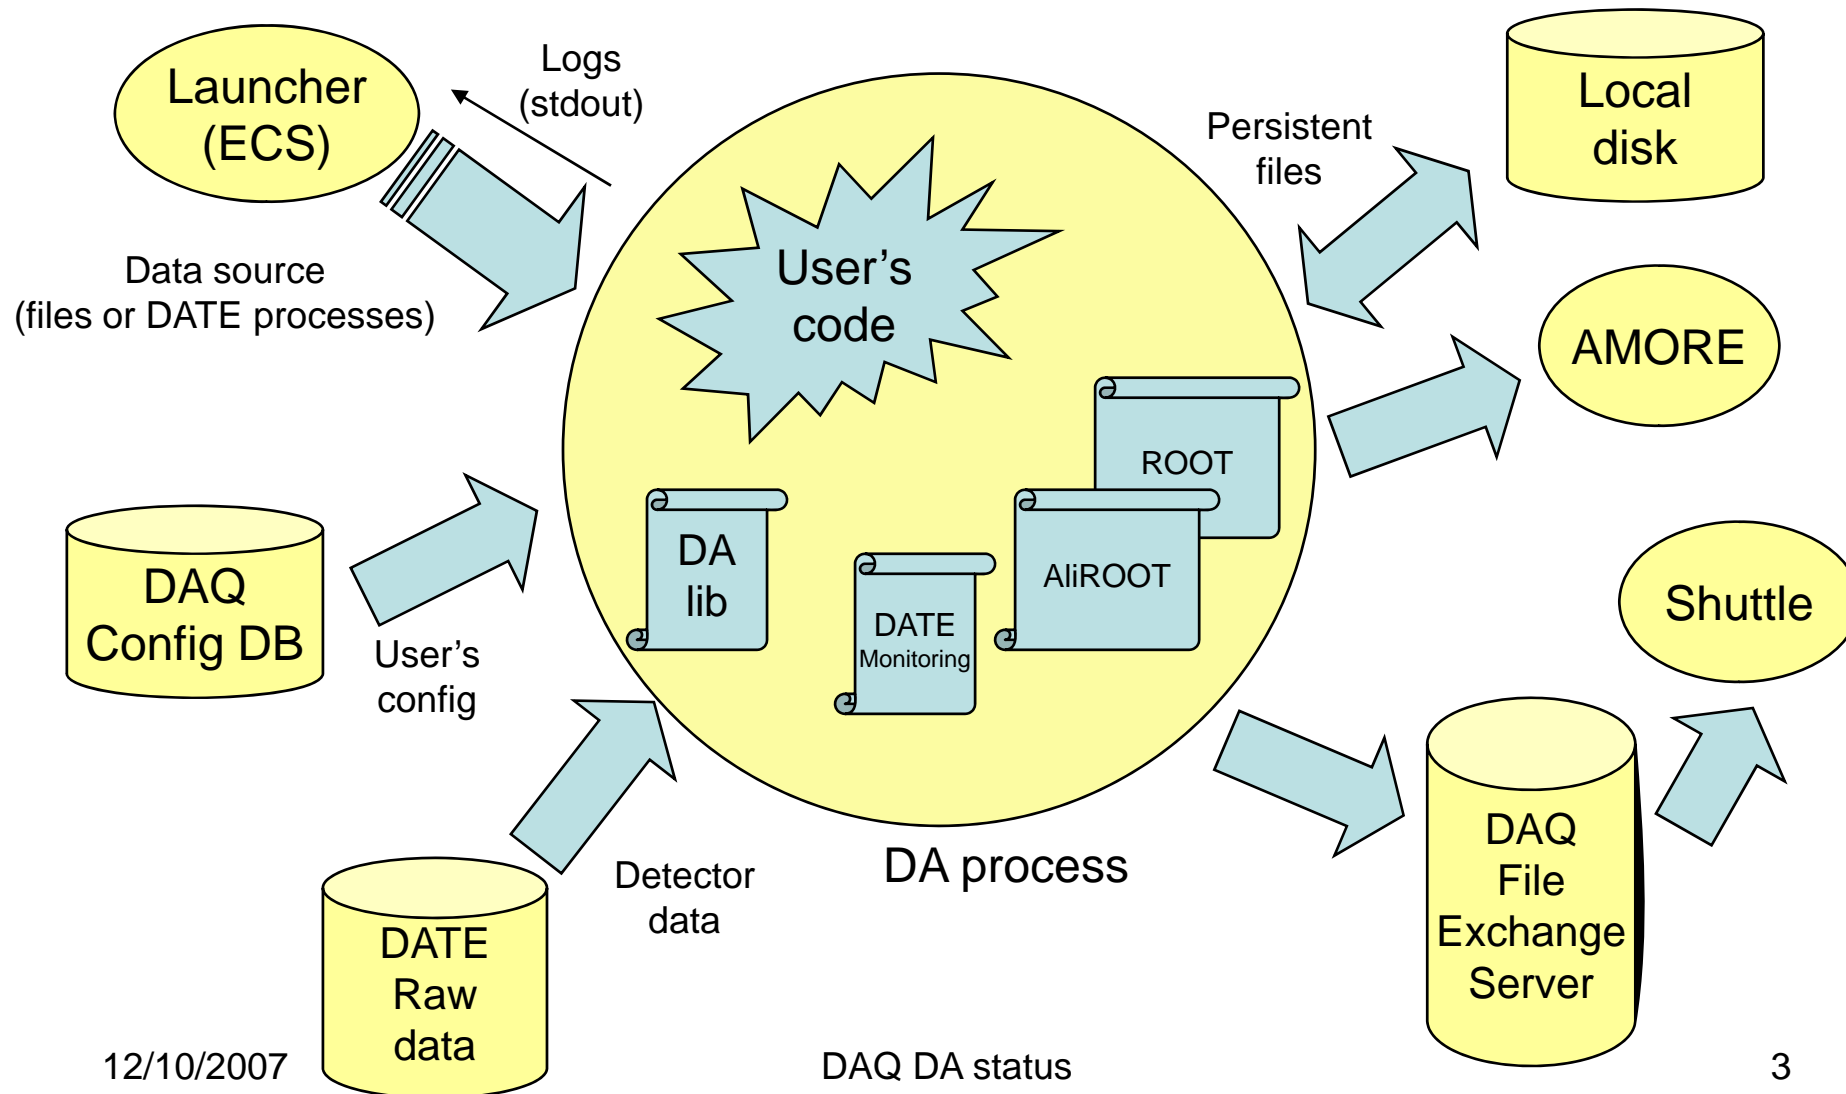 Launcher
(ECS)
Logs
(stdout)
Data source
(files or DATE processes)
User's
code
Persistent
files
Local
disk
AMORE
ROOT
AliROOT
DA
lib
DATE
Monitoring
DAQ
Config DB
User's
config
Shuttle
DA process
Detector
data
DATE
Raw
data
DAQ
File
Exchange
Server
12/10/2007
DAQ DA status
3